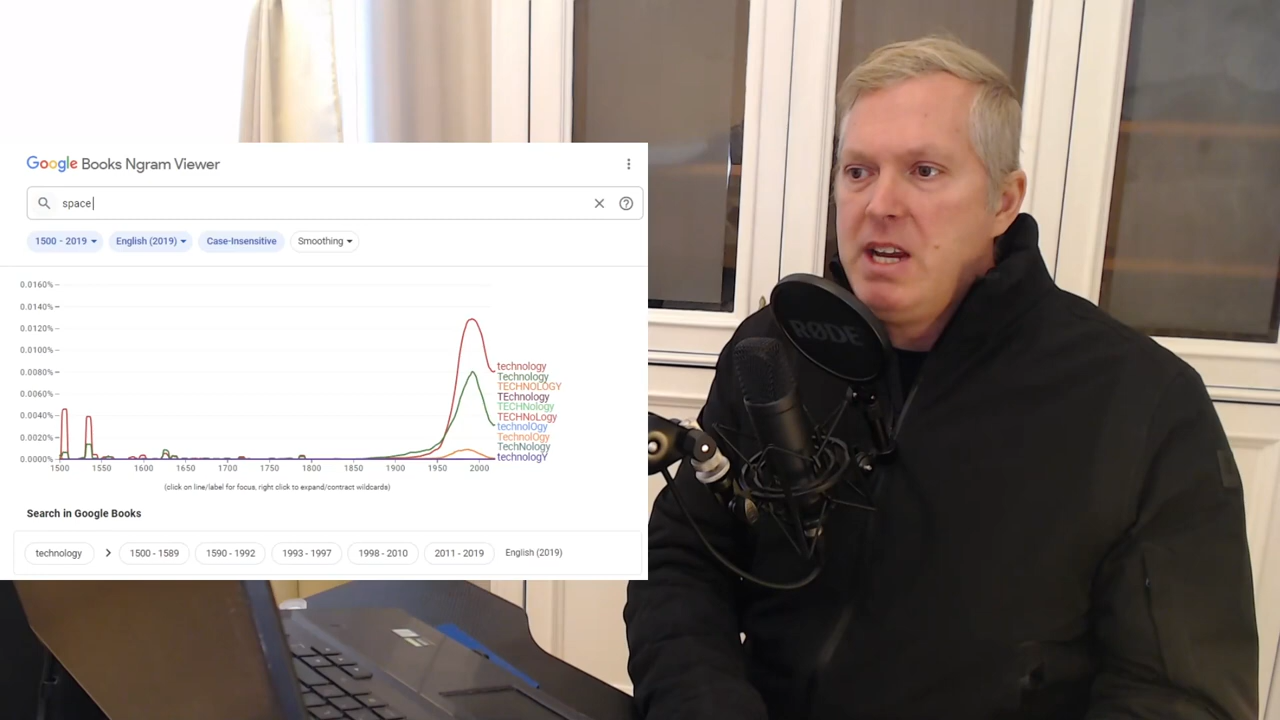 Google Books Ngram Viewer
space
1500 - 2019
English (2019)
Case-Insensitive
Smoothing
0.0160%
0.0140%
0.0120%
0.0100%
0.0080%
0.0060%
0.0040%
0.0020%
0.0000%
1500 1550 1600 1650 1700 1750 1800 1850 1900 1950 2000
technology
Technology
TECHNOLOGY
TEchnology
TECHNology
TECHNoLogy
technolOgy
TechnolOgy
TechNology
technologY
(click on line/label for focus, right click to expand/contract wildcards)
Search in Google Books
technology 1500 - 1589 1590 - 1992 1993 - 1997 1998 - 2010 2011 - 2019 English (2019)
RØDE